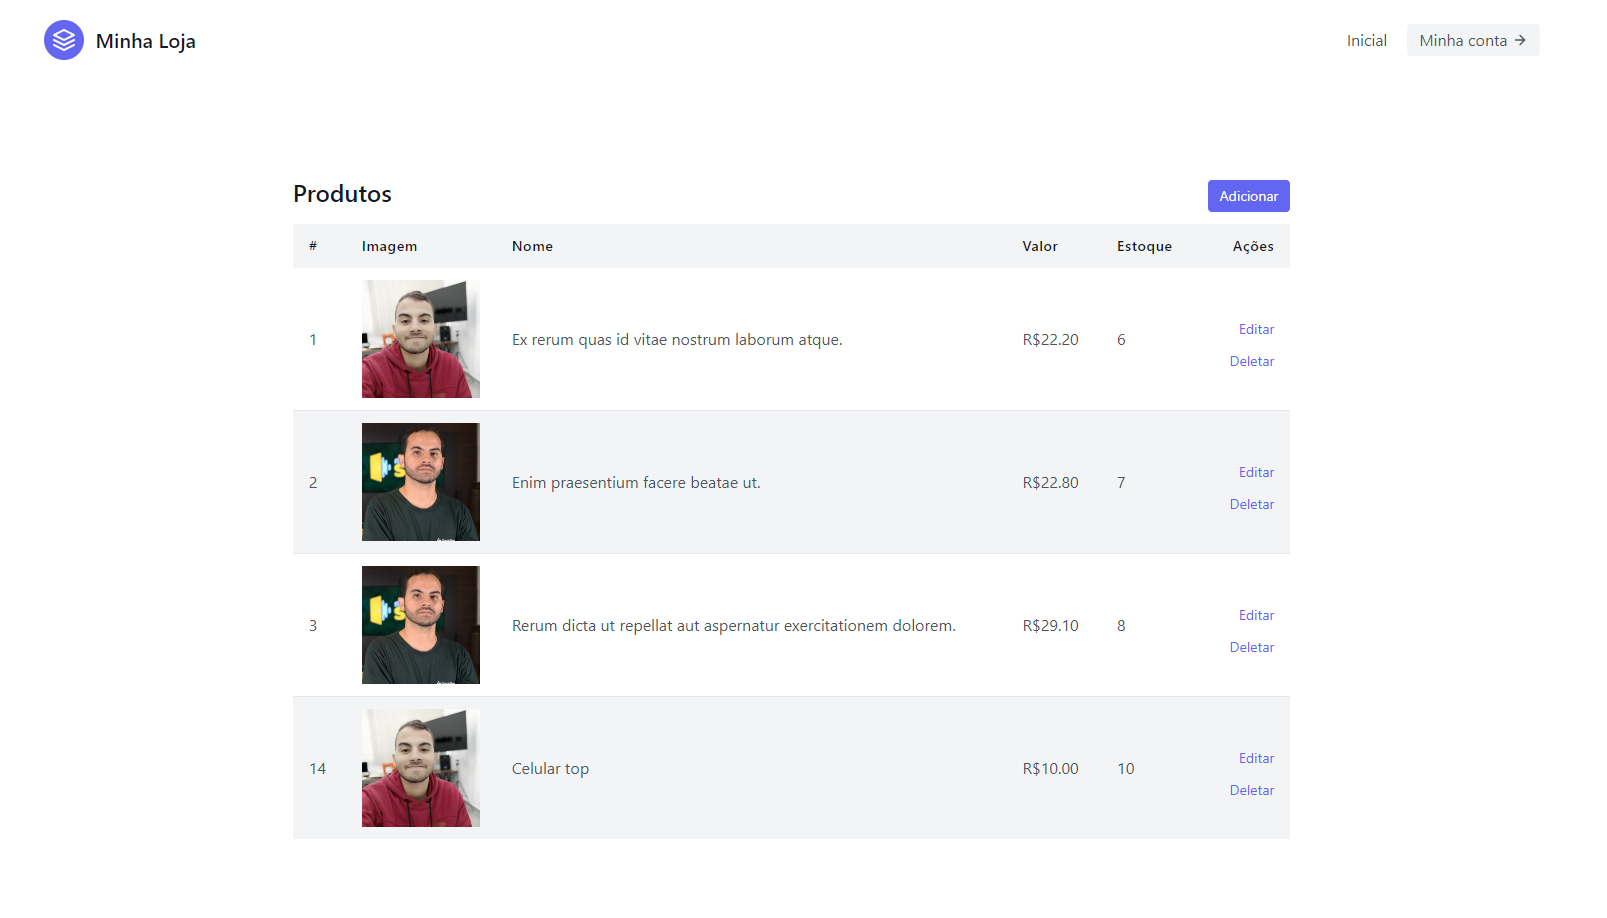 Minha Loja
Inicial
Minha conta →
Produtos
Adicionar
# Imagem Nome Valor Estoque Ações
1 Ex rerum quas id vitae nostrum laborum atque. R$22.20 6 Editar
Deletar
2 Enim praesentium facere beatae ut. R$22.80 7 Editar
Deletar
3 Rerum dicta ut repellat aut aspernatur exercitationem dolorem. R$29.10 8 Editar
Deletar
14 Celular top R$10.00 10 Editar
Deletar